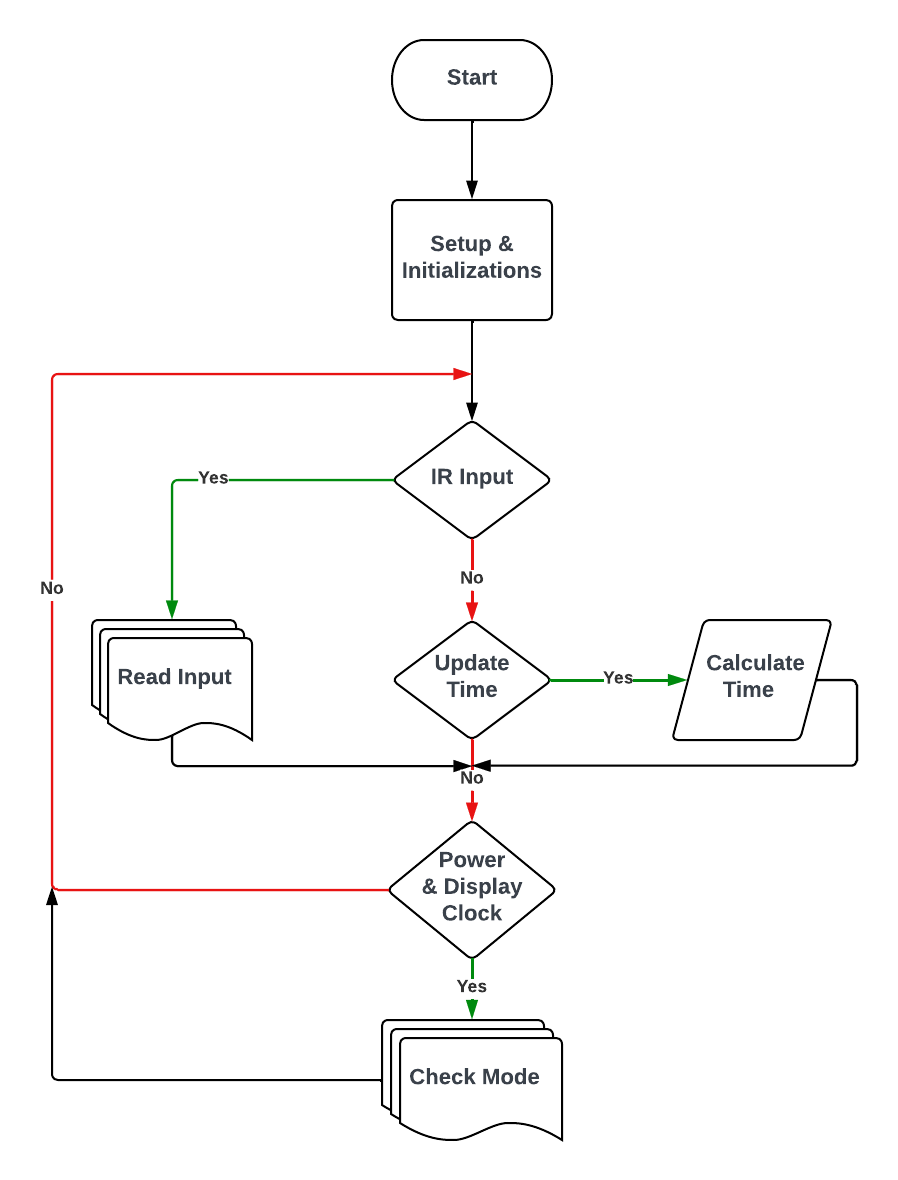 Start
Setup &
Initializations
IR Input
Yes
No
No
Read Input
Update
Time
Yes
Calculate
Time
No
Power
& Display
Clock
Yes
Check Mode